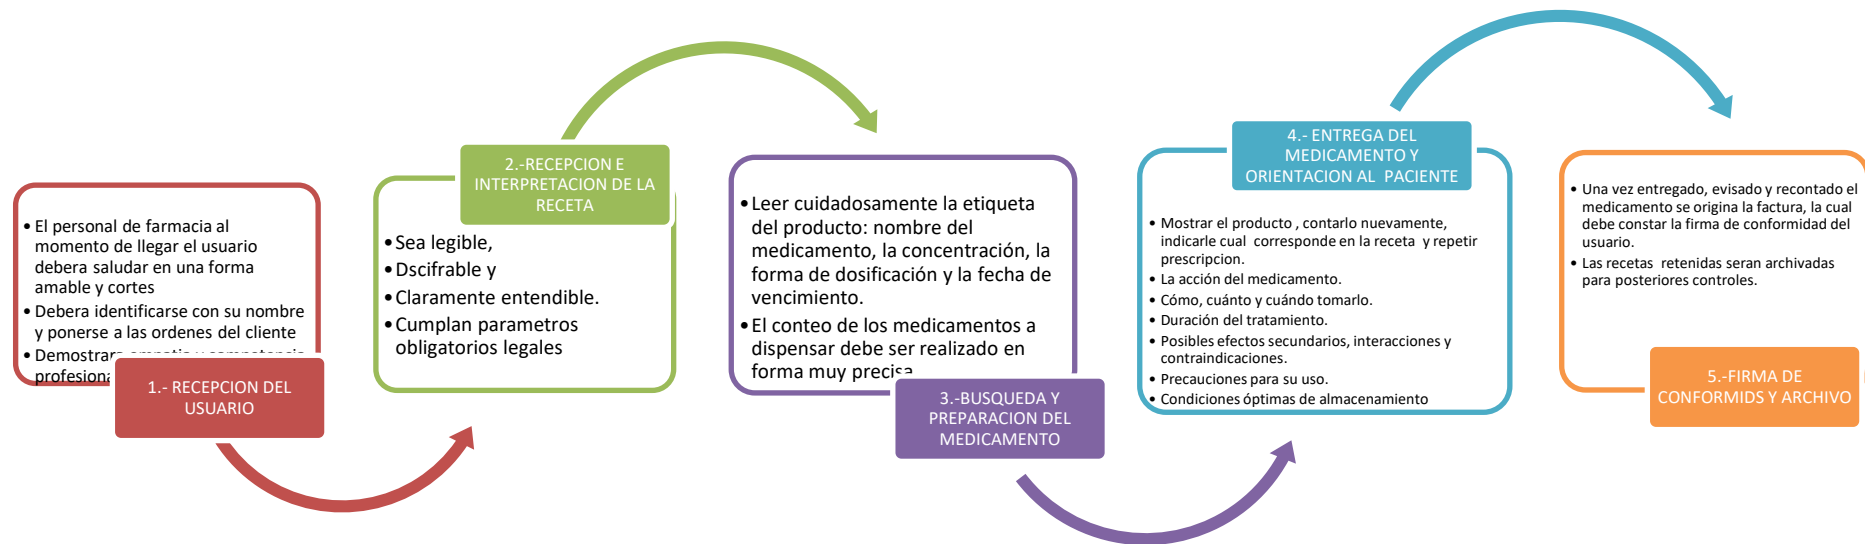 • El personal de farmacia al
momento de llegar el usuario
debera saludar en una forma
amable y cortes
• Debera identificarse con su nombre
y ponerse a las ordenes del cliente
• Demostrara empatia y competencia
profesiona
1.- RECEPCION DEL
USUARIO
2.-RECEPCION E
INTERPRETACION DE LA
RECETA
• Sea legible,
• Dscifrable y
• Claramente entendible.
• Cumplan parametros
obligatorios legales
• Leer cuidadosamente la etiqueta
del producto: nombre del
medicamento, la concentración, la
forma de dosificación y la fecha de
vencimiento.
• El conteo de los medicamentos a
dispensar debe ser realizado en
forma muy precisa
3.-BUSQUEDA Y
PREPARACION DEL
MEDICAMENTO
4.- ENTREGA DEL
MEDICAMENTO Y
ORIENTACION AL PACIENTE
• Mostrar el producto , contarlo nuevamente,
indicarle cual corresponde en la receta y repetir
prescripcion.
• La acción del medicamento.
• Cómo, cuánto y cuándo tomarlo.
• Duración del tratamiento.
• Posibles efectos secundarios, interacciones y
contraindicaciones.
• Precauciones para su uso.
• Condiciones óptimas de almacenamiento
• Una vez entregado, evisado y recontado el
medicamento se origina la factura, la cual
debe constar la firma de conformidad del
usuario.
• Las recetas retenidas seran archivadas
para posteriores controles.
5.-FIRMA DE
CONFORMIDS Y ARCHIVO